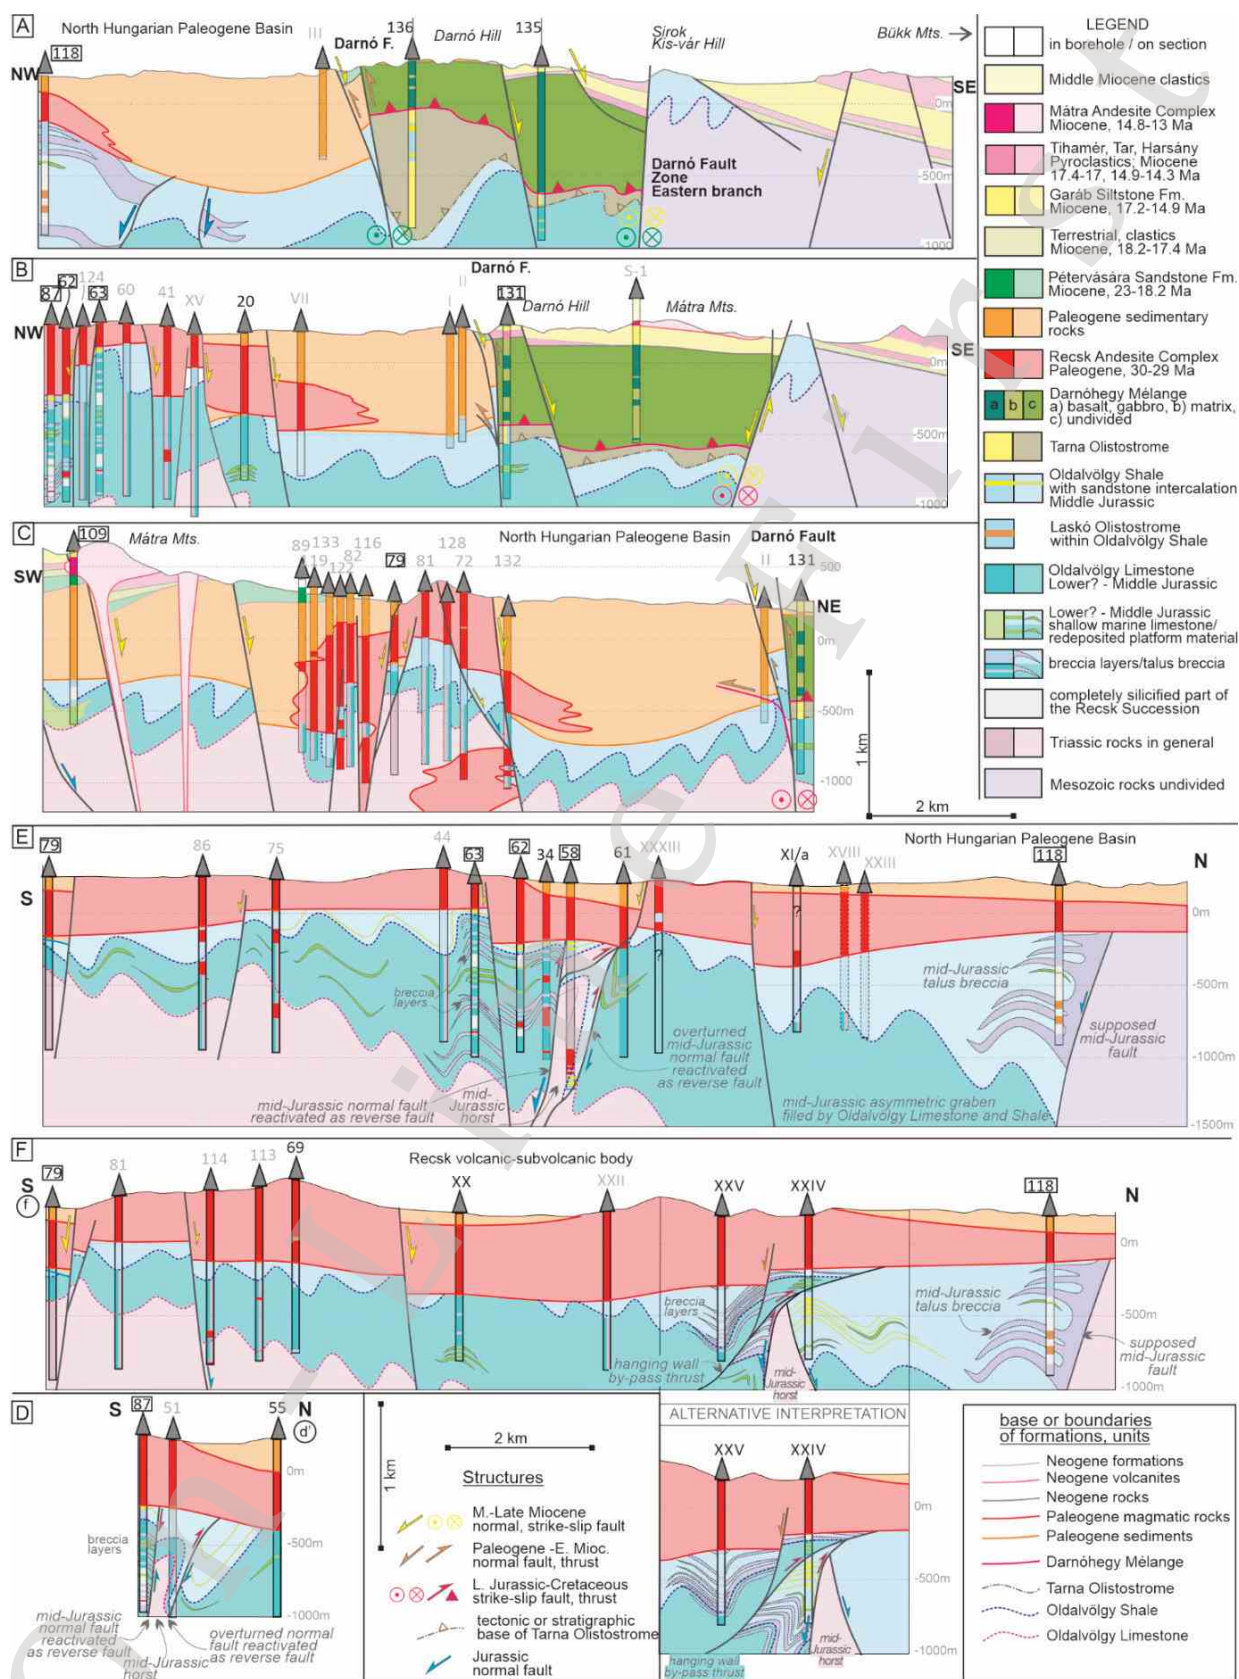 A
North Hungarian Paleogene Basin
III
Darnó F.
136
Darnó Hill
135
Sirok
Kis-vár Hill
Bükk Mts.
118
NW
SE
0m
-500m
-1000
Darnó Fault
Zone
Eastern branch
LEGEND
in borehole / on section
Middle Miocene clastics
Mátra Andesite Complex
Miocene, 14.8-13 Ma
Tihamér, Tar, Harsány
Pyroclastics; Miocene
17.4-17, 14.9-14.3 Ma
Garáb Siltstone Fm.
Miocene, 17.2-14.9 Ma
Terrestrial, clastics
Miocene, 18.2-17.4 Ma
Pétervására Sandstone Fm.
Miocene, 23-18.2 Ma
Paleogene sedimentary
rocks
Recsk Andesite Complex
Paleogene, 30-29 Ma
a b c
Darnóhegy Mélange
a) basalt, gabbro, b) matrix,
c) undivided
Tarna Olistostrome
Oldalvölgy Shale
with sandstone intercalation
Middle Jurassic
Laskó Olistostrome
within Oldalvölgy Shale
Oldalvölgy Limestone
Lower? - Middle Jurassic
Lower? - Middle Jurassic
shallow marine limestone/
redeposited platform material
breccia layers/talus breccia
completely silicified part of
the Recsk Succession
Triassic rocks in general
Mesozoic rocks undivided
B
87
62
124
63
60
41
XV
20
VII
I
II
Darnó F.
131
Darnó Hill
S-1
Mátra Mts.
NW
SE
0m
-500m
-1000
C
109
Mátra Mts.
89
119
133
122
82
116
79
81
128
72
132
North Hungarian Paleogene Basin
Darnó Fault
II
131
SW
NE
500
0m
-500m
-1000
1 km
2 km
E
79
86
75
44
63
62
34
58
61
XXXIII
XI/a
XVIII
XXIII
118
North Hungarian Paleogene Basin
S
N
?
?
0m
-500m
-1000m
-1500m
breccia
layers
mid-Jurassic normal fault
reactivated as reverse fault
mid-
Jurassic
horst
overturned
mid-Jurassic
normal fault
reactivated
as reverse fault
mid-Jurassic
talus breccia
supposed
mid-Jurassic
fault
mid-Jurassic asymmetric graben
filled by Oldalvölgy Limestone and Shale
F
79
81
114
113
69
Recsk volcanic-subvolcanic body
XX
XXII
XXV
XXIV
118
S
f
N
0m
-500m
-1000m
breccia
layers
hanging wall
by-pass thrust
mid-
Jurassic
horst
mid-Jurassic
talus breccia
supposed
mid-Jurassic
fault
D
S
87
51
55
N
d'
0m
-500m
-1000m
breccia
layers
mid-Jurassic
normal fault
reactivated
as reverse fault
mid-Jurassic
horst
overturned normal
fault reactivated
as reverse fault
1 km
2 km
Structures
M.-Late Miocene
normal, strike-slip fault
Paleogene -E. Mioc.
normal fault, thrust
L. Jurassic-Cretaceous
strike-slip fault, thrust
tectonic or stratigraphic
base of Tarna Olistostrome
Jurassic
normal fault
ALTERNATIVE INTERPRETATION
XXV
XXIV
0m
-500m
-1000m
hanging wall
by-pass thrust
mid-
Jurassic
horst
base or boundaries
of formations, units
Neogene formations
Neogene volcanites
Neogene rocks
Paleogene magmatic rocks
Paleogene sediments
Darnóhegy Mélange
Tarna Olistostrome
Oldalvölgy Shale
Oldalvölgy Limestone